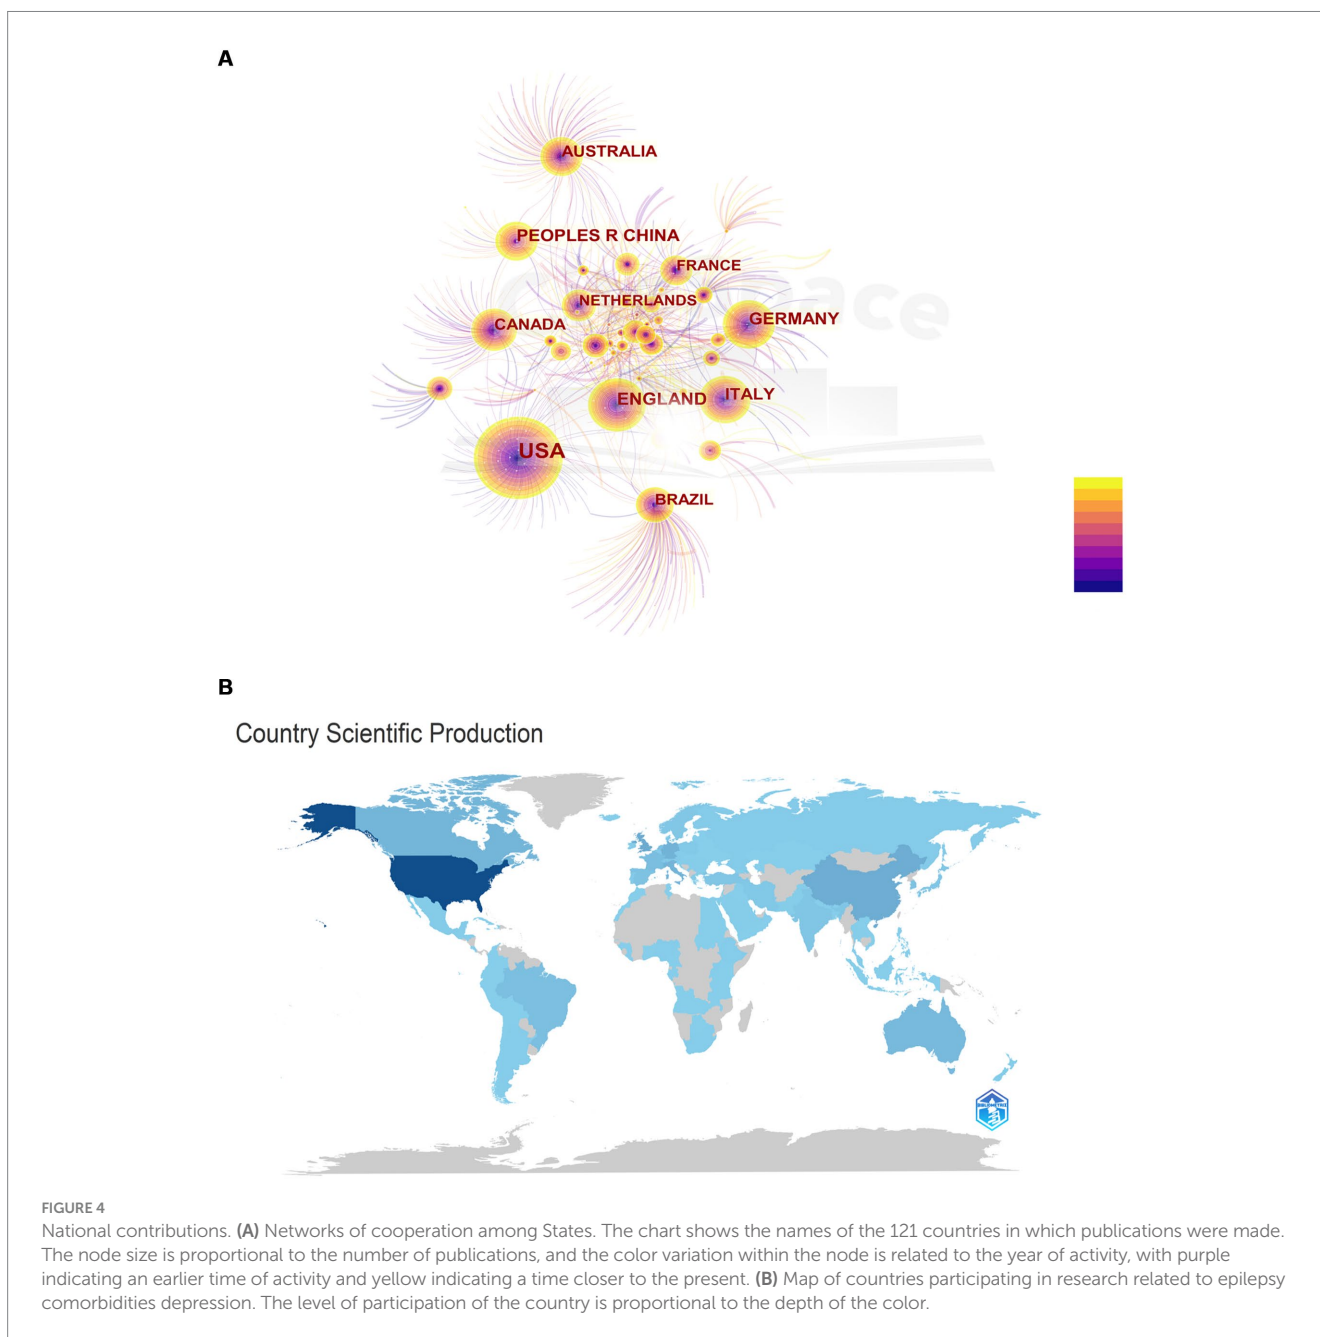 A
AUSTRALIA
PEOPLES R CHINA
FRANCE
NETHERLANDS
CANADA
GERMANY
ENGLAND
ITALY
USA
BRAZIL
B
Country Scientific Production
FIGURE 4
National contributions. (A) Networks of cooperation among States. The chart shows the names of the 121 countries in which publications were made.
The node size is proportional to the number of publications, and the color variation within the node is related to the year of activity, with purple
indicating an earlier time of activity and yellow indicating a time closer to the present. (B) Map of countries participating in research related to epilepsy
comorbidities depression. The level of participation of the country is proportional to the depth of the color.